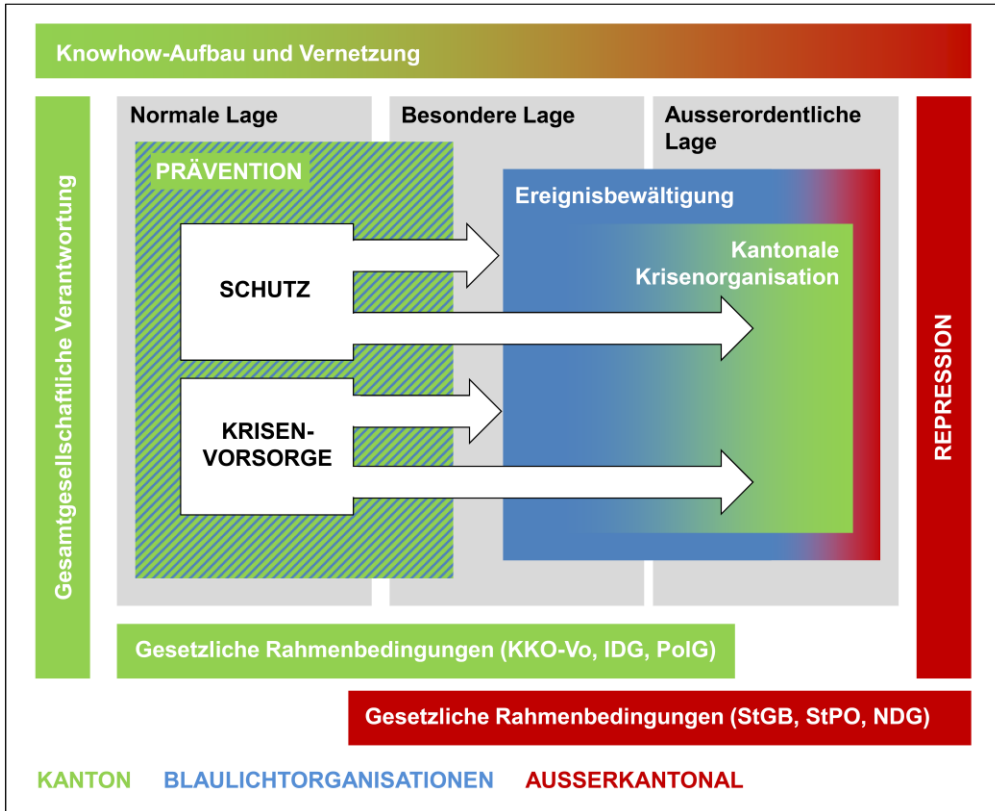 Knowhow-Aufbau und Vernetzung
Gesamtgesellschaftliche Verantwortung
Normale Lage
Besondere Lage
Ausserordentliche
Lage
PRÄVENTION
Ereignisbewältigung
Kantonale
Krisenorganisation
SCHUTZ
KRISEN-
VORSORGE
REPRESSION
Gesetzliche Rahmenbedingungen (KKO-Vo, IDG, PolG)
Gesetzliche Rahmenbedingungen (StGB, StPO, NDG)
KANTON BLAULICHTORGANISATIONEN AUSSERKANTONAL